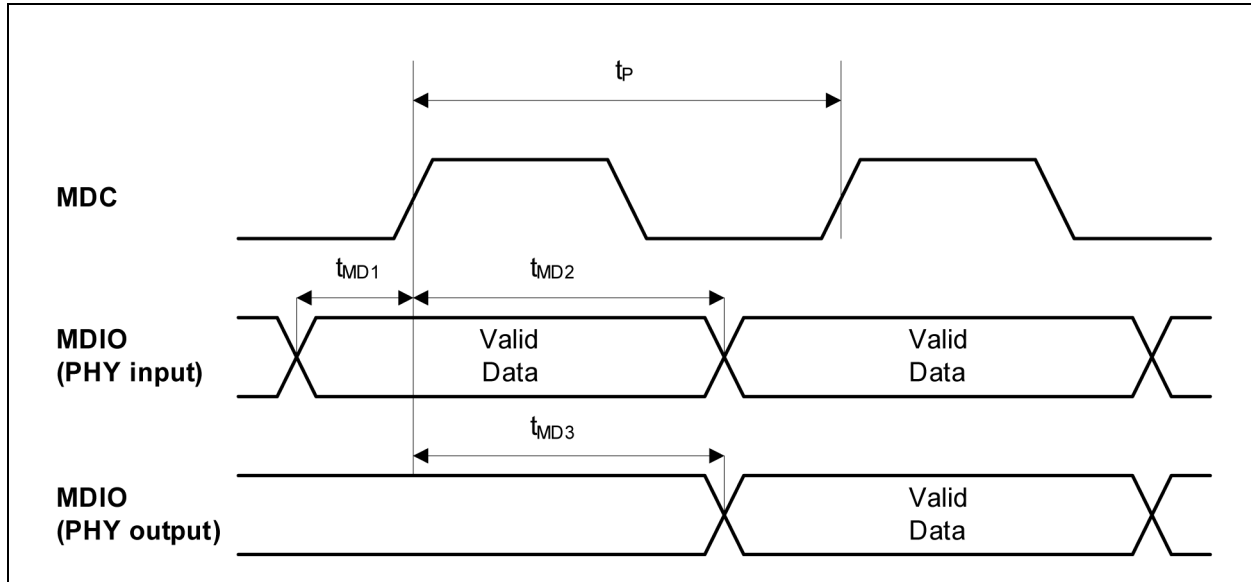 tP
MDC
tMD1
tMD2
MDIO
(PHY input)
Valid
Data
Valid
Data
tMD3
MDIO
(PHY output)
Valid
Data